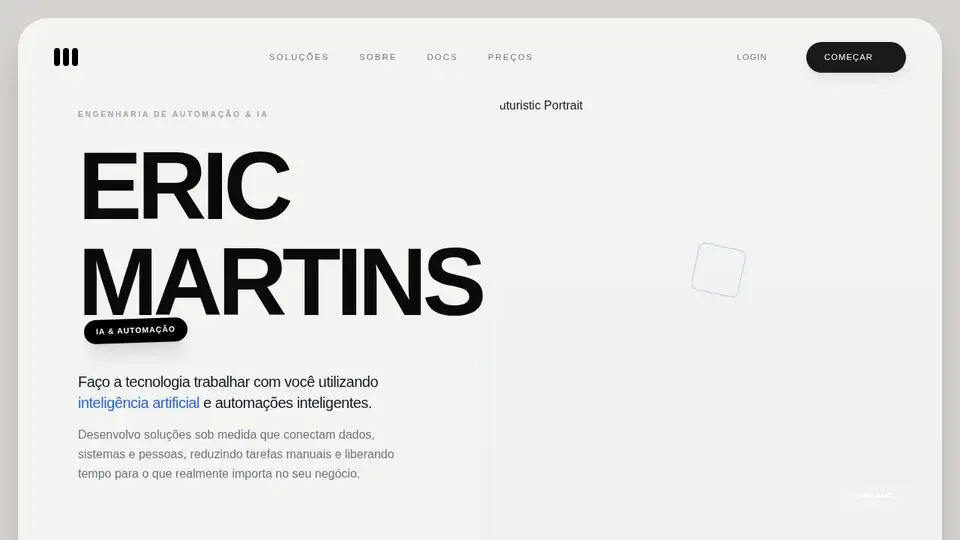 SOLUÇÕES SOBRE DOCS PREÇOS LOGIN COMEÇAR
ENGENHARIA DE AUTOMAÇÃO & IA
uturistic Portrait
ERIC
MARTINS
IA & AUTOMAÇÃO
Faço a tecnologia trabalhar com você utilizando
inteligência artificial e automações inteligentes.
Desenvolvo soluções sob medida que conectam dados,
sistemas e pessoas, reduzindo tarefas manuais e liberando
tempo para o que realmente importa no seu negócio.